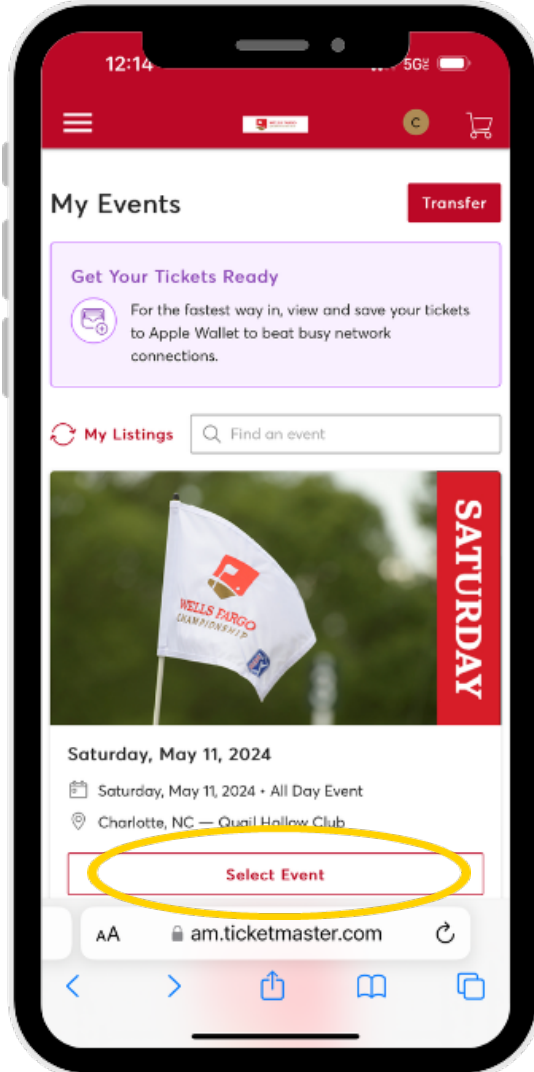 12:14
5G
My Events
Transfer
Get Your Tickets Ready
For the fastest way in, view and save your tickets
to Apple Wallet to beat busy network
connections.
My Listings
Find an event
WELLS FARGO
CHAMPIONSHIP
SATURDAY
Saturday, May 11, 2024
Saturday, May 11, 2024 • All Day Event
Charlotte, NC — Quail Hollow Club
Select Event
AA am.ticketmaster.com